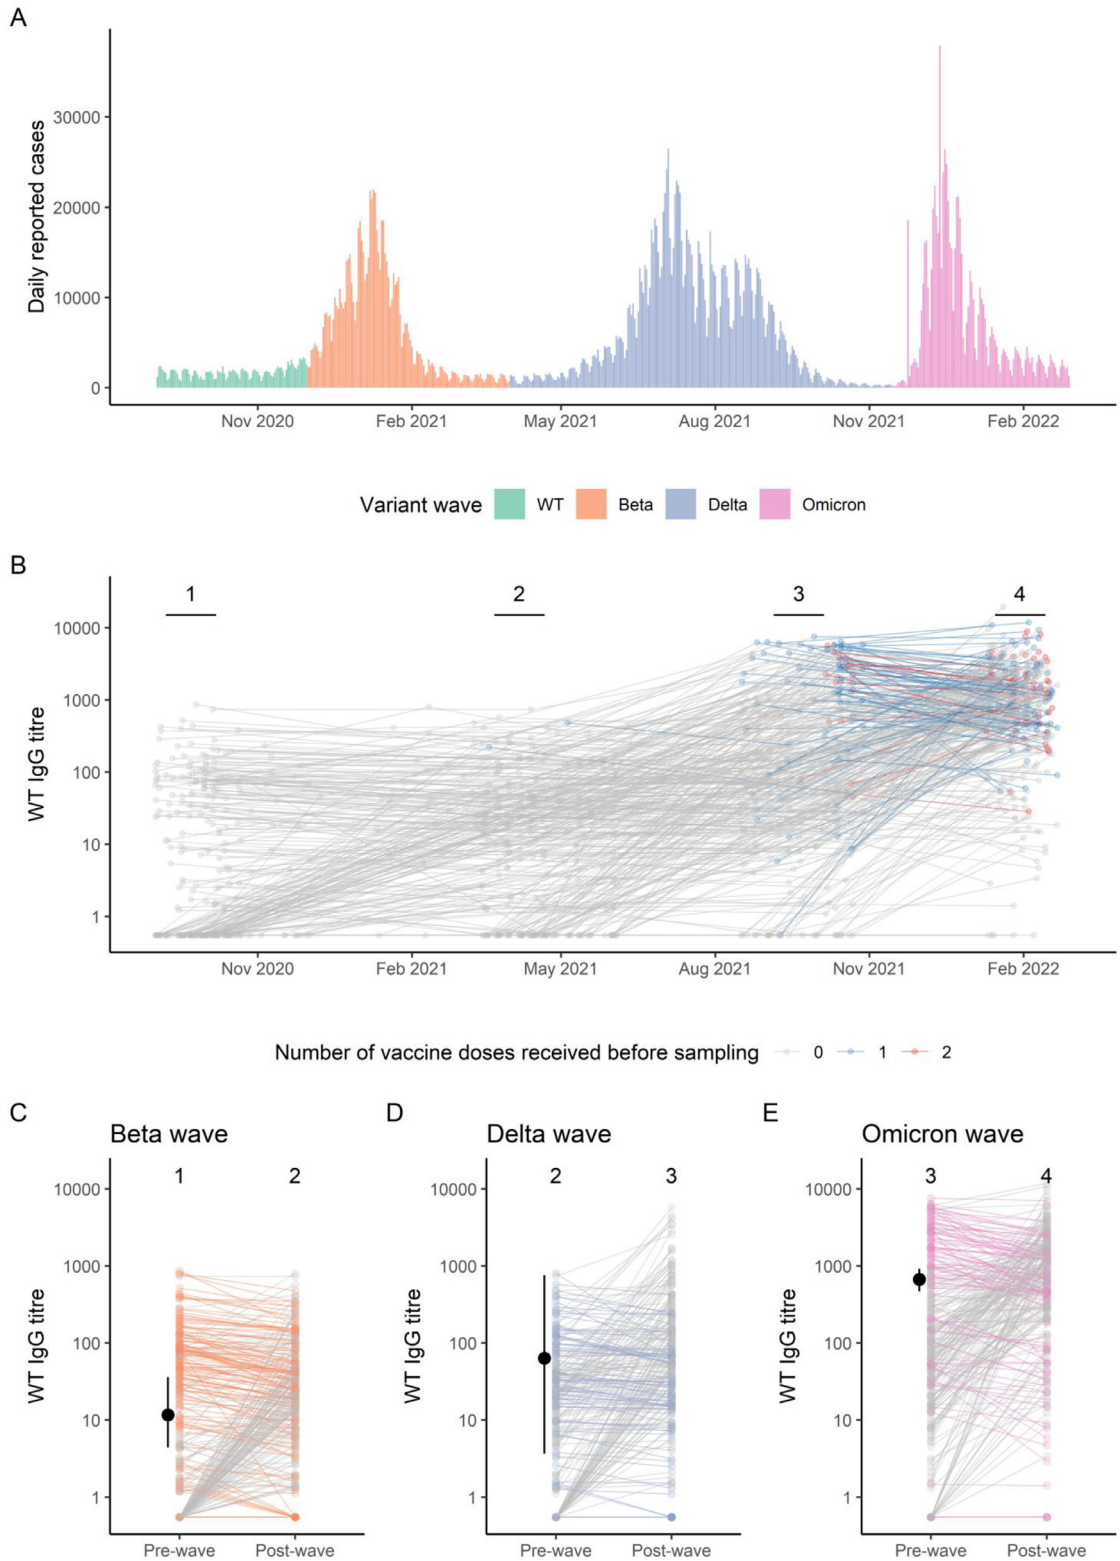 A
Daily reported cases
30000
20000
10000
0
Nov 2020 Feb 2021 May 2021 Aug 2021 Nov 2021 Feb 2022
Variant wave WT Beta Delta Omicron
B
1 2 3 4
WT IgG titre
10000
1000
100
10
1
Nov 2020 Feb 2021 May 2021 Aug 2021 Nov 2021 Feb 2022
Number of vaccine doses received before sampling 0 1 2
C
Beta wave
1 2
WT IgG titre
10000
1000
100
10
1
Pre-wave Post-wave
D
Delta wave
2 3
WT IgG titre
10000
1000
100
10
1
Pre-wave Post-wave
E
Omicron wave
3 4
WT IgG titre
10000
1000
100
10
1
Pre-wave Post-wave